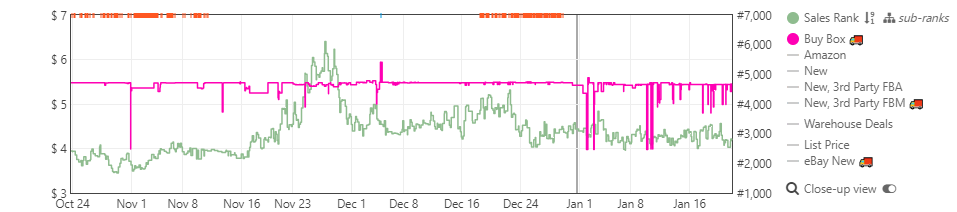 $ 7
$ 6
$ 5
$ 4
$ 3
#7,000
#6,000
#5,000
#4,000
#3,000
#2,000
#1,000
Oct 24 Nov 1 Nov 8 Nov 16 Nov 23 Dec 1 Dec 8 Dec 16 Dec 24 Jan 1 Jan 8 Jan 16
Sales Rank sub-ranks
Buy Box
Amazon
New
New, 3rd Party FBA
New, 3rd Party FBM
Warehouse Deals
List Price
eBay New
Close-up view